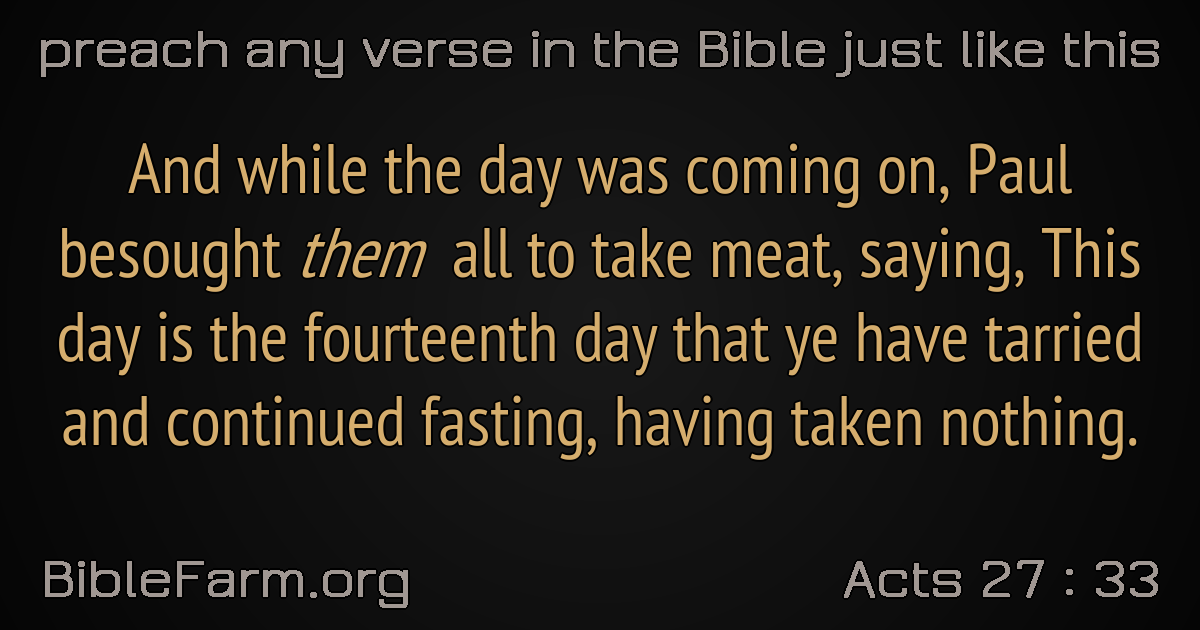 preach any verse in the Bible just like this
And while the day was coming on, Paul
besought them all to take meat, saying, This
day is the fourteenth day that ye have tarried
and continued fasting, having taken nothing.
BibleFarm.org
Acts 27 : 33